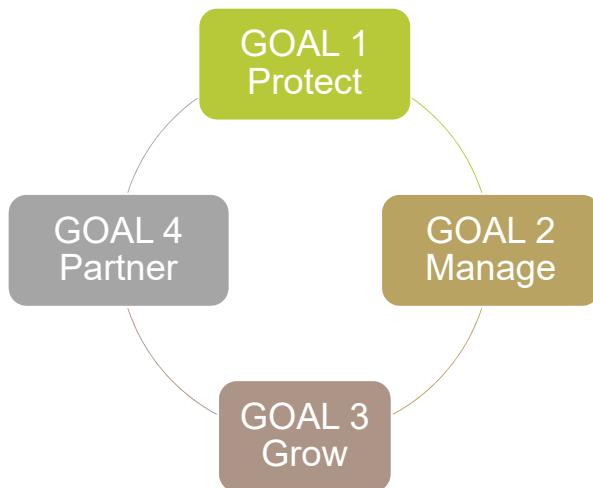 GOAL 1
Protect
GOAL 4
Partner
GOAL 2
Manage
GOAL 3
Grow